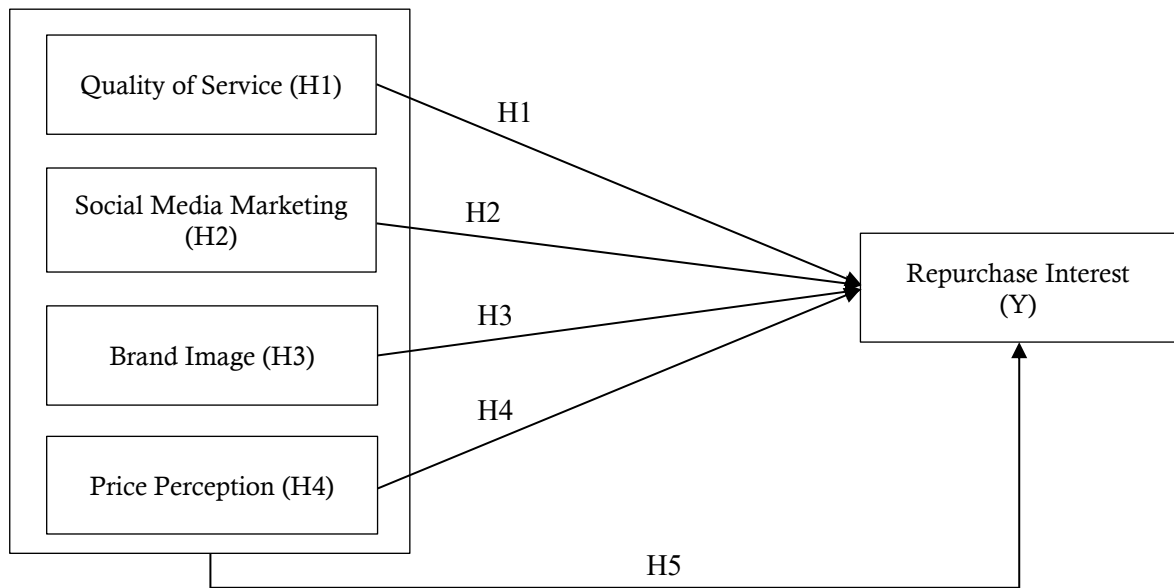 Quality of Service (H1)
H1
Social Media Marketing
(H2)
H2
Repurchase Interest
(Y)
Brand Image (H3)
H3
H4
Price Perception (H4)
H5